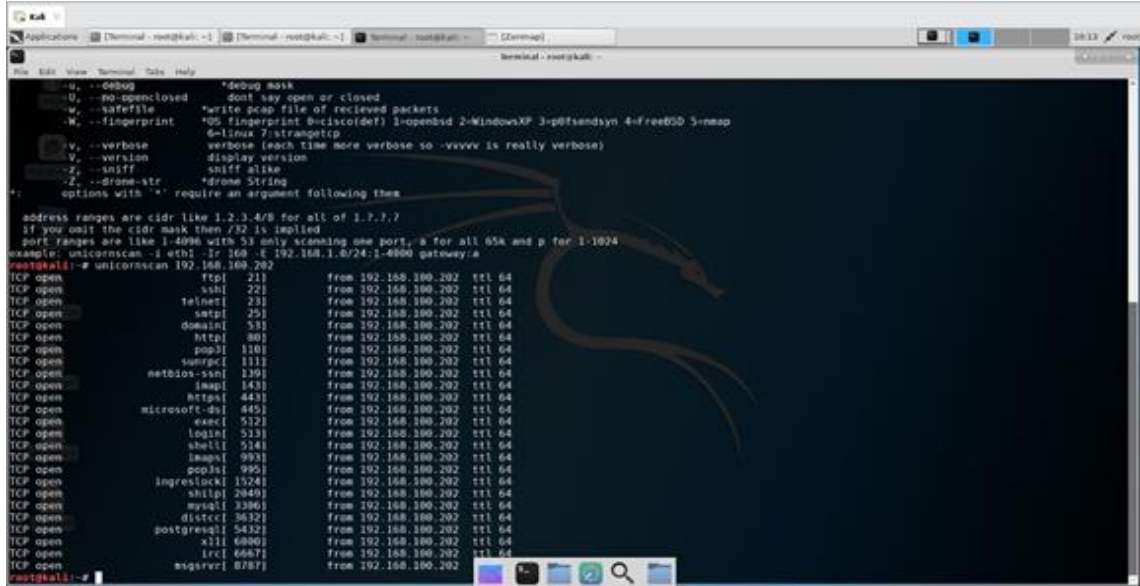 Kali
Applications [Terminal - root@kali: ~] [Terminal - root@kali: ~] Terminal - root@kali: ~ [Zenmap] 16:13 root
Terminal - root@kali: ~
File Edit View Terminal Tabs Help
-u, --debug *debug mask
-U, --no-openclosed dont say open or closed
-w, --safefile *write pcap file of recieved packets
-W, --fingerprint *OS fingerprint 0=cisco(def) 1=openbsd 2=WindowsXP 3=p0fsendsyn 4=FreeBSD 5=nmap
6=linux 7:strangetcp
-v, --verbose verbose (each time more verbose so -vvvvv is really verbose)
-V, --version display version
-z, --sniff sniff alike
-Z, --drone-str *drone String
*: options with `*' require an argument following them
address ranges are cidr like 1.2.3.4/8 for all of 1.?.?.?
if you omit the cidr mask then /32 is implied
port ranges are like 1-4096 with 53 only scanning one port, a for all 65k and p for 1-1024
example: unicornscan -i eth1 -Ir 160 -E 192.168.1.0/24:1-4000 gateway:a
root@kali:~# unicornscan 192.168.100.202
TCP open ftp[ 21] from 192.168.100.202 ttl 64
TCP open ssh[ 22] from 192.168.100.202 ttl 64
TCP open telnet[ 23] from 192.168.100.202 ttl 64
TCP open smtp[ 25] from 192.168.100.202 ttl 64
TCP open domain[ 53] from 192.168.100.202 ttl 64
TCP open http[ 80] from 192.168.100.202 ttl 64
TCP open pop3[ 110] from 192.168.100.202 ttl 64
TCP open sunrpc[ 111] from 192.168.100.202 ttl 64
TCP open netbios-ssn[ 139] from 192.168.100.202 ttl 64
TCP open imap[ 143] from 192.168.100.202 ttl 64
TCP open https[ 443] from 192.168.100.202 ttl 64
TCP open microsoft-ds[ 445] from 192.168.100.202 ttl 64
TCP open exec[ 512] from 192.168.100.202 ttl 64
TCP open login[ 513] from 192.168.100.202 ttl 64
TCP open shell[ 514] from 192.168.100.202 ttl 64
TCP open imaps[ 993] from 192.168.100.202 ttl 64
TCP open pop3s[ 995] from 192.168.100.202 ttl 64
TCP open ingreslock[ 1524] from 192.168.100.202 ttl 64
TCP open shilp[ 2049] from 192.168.100.202 ttl 64
TCP open mysql[ 3306] from 192.168.100.202 ttl 64
TCP open distcc[ 3632] from 192.168.100.202 ttl 64
TCP open postgresql[ 5432] from 192.168.100.202 ttl 64
TCP open x11[ 6000] from 192.168.100.202 ttl 64
TCP open irc[ 6667] from 192.168.100.202 ttl 64
TCP open msgsrvr[ 8787] from 192.168.100.202
root@kali:~#